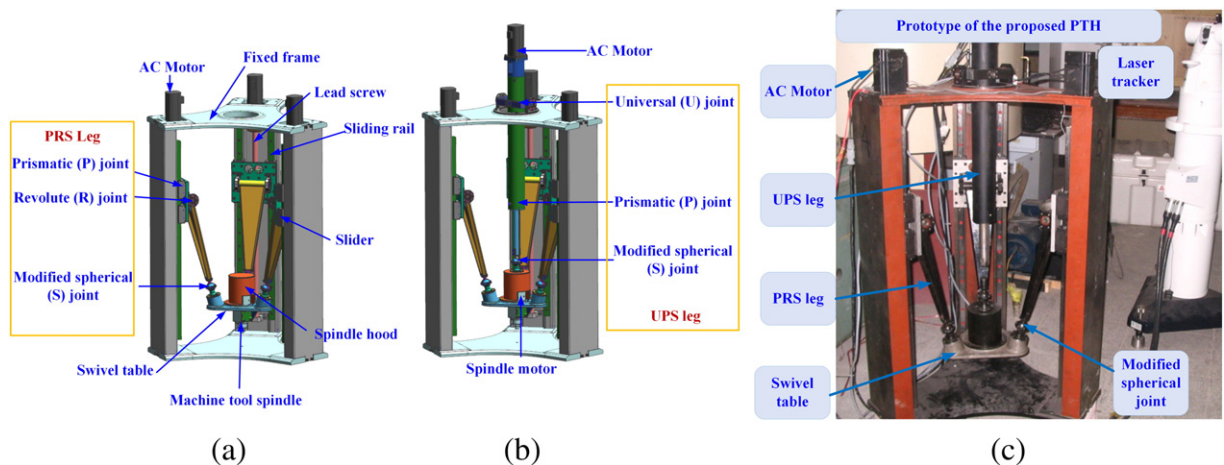 AC Motor
Fixed frame
Lead screw
Sliding rail
PRS Leg
Prismatic (P) joint
Revolute (R) joint
Slider
Modified spherical
(S) joint
Spindle hood
Swivel table
Machine tool spindle
(a)
AC Motor
Universal (U) joint
Prismatic (P) joint
Modified spherical
(S) joint
UPS leg
Spindle motor
(b)
Prototype of the proposed PTH
AC Motor
Laser
tracker
UPS leg
PRS leg
Swivel
table
Modified
spherical
joint
(c)